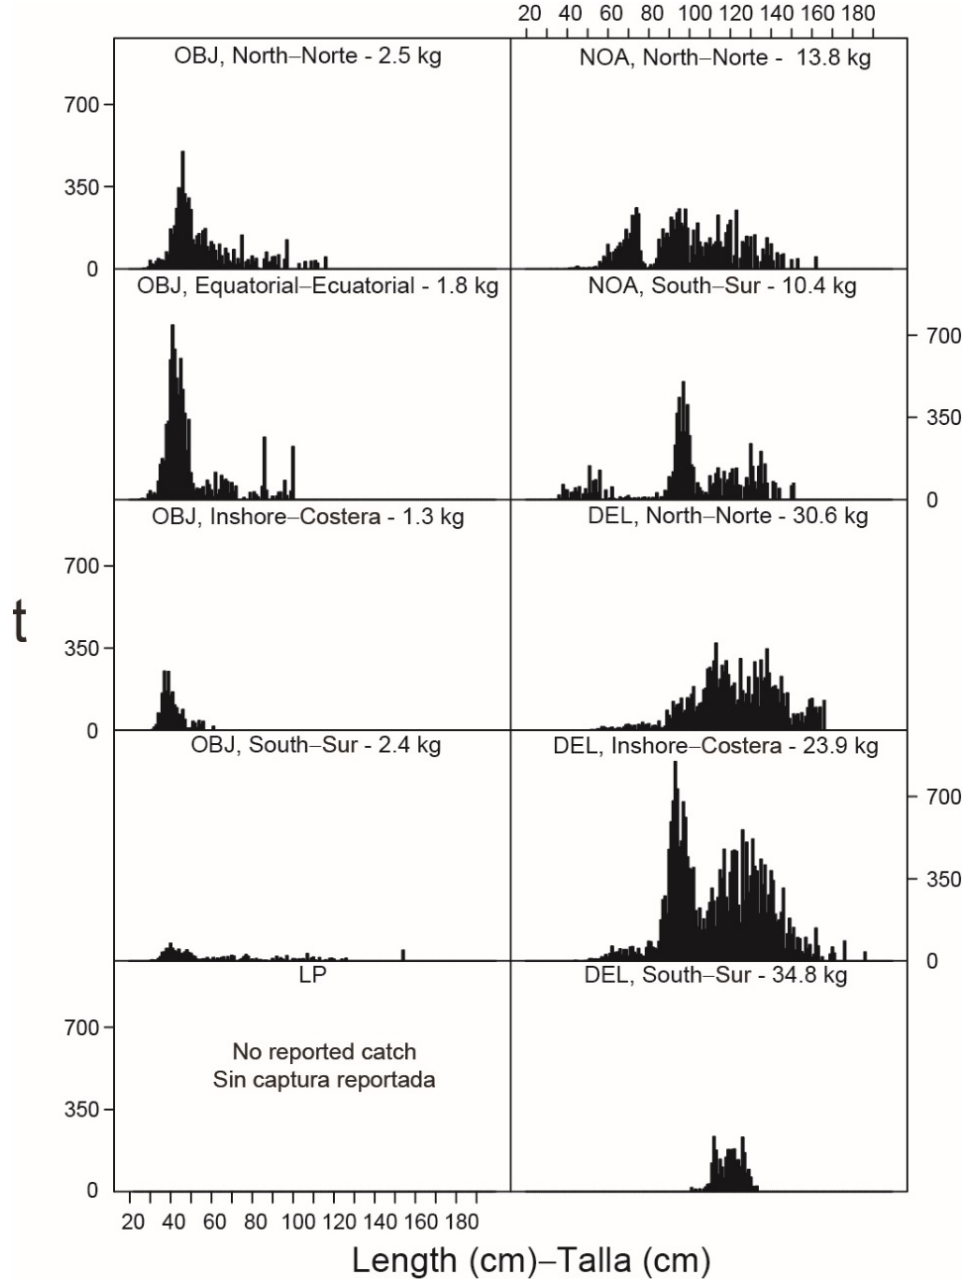 20 40 60 80 100 120 140 160 180
OBJ, North–Norte - 2.5 kg
NOA, North–Norte -  13.8 kg
700
350
0
OBJ, Equatorial–Ecuatorial - 1.8 kg
NOA, South–Sur - 10.4 kg
700
350
0
OBJ, Inshore–Costera - 1.3 kg
DEL, North–Norte - 30.6 kg
700
t
350
0
OBJ, South–Sur - 2.4 kg
DEL, Inshore–Costera - 23.9 kg
700
350
0
LP
DEL, South–Sur - 34.8 kg
700
No reported catch
Sin captura reportada
350
0
20 40 60 80 100 120 140 160 180
Length (cm)–Talla (cm)